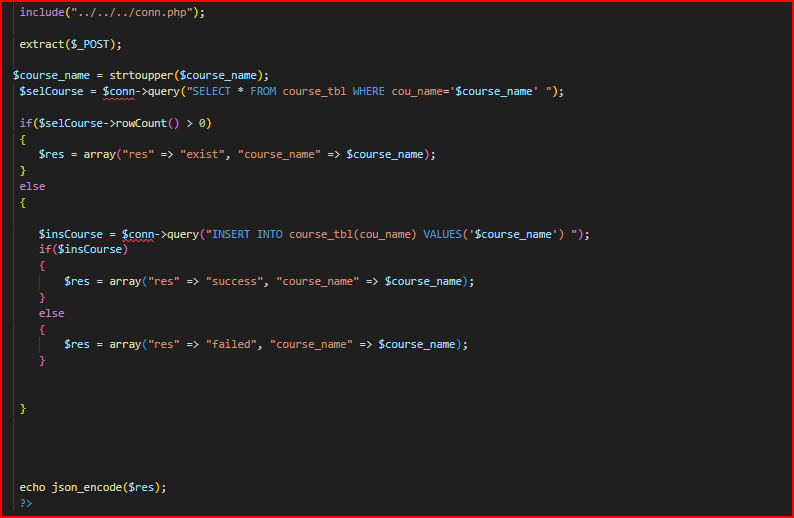 include("../../../conn.php");
extract($_POST);
$course_name = strtoupper($course_name);
$selCourse = $conn->query("SELECT * FROM course_tbl WHERE cou_name='$course_name' ");
if($selCourse->rowCount() > 0)
{
$res = array("res" => "exist", "course_name" => $course_name);
}
else
{
$insCourse = $conn->query("INSERT INTO course_tbl(cou_name) VALUES('$course_name') ");
if($insCourse)
{
$res = array("res" => "success", "course_name" => $course_name);
}
else
{
$res = array("res" => "failed", "course_name" => $course_name);
}
}
echo json_encode($res);
?>